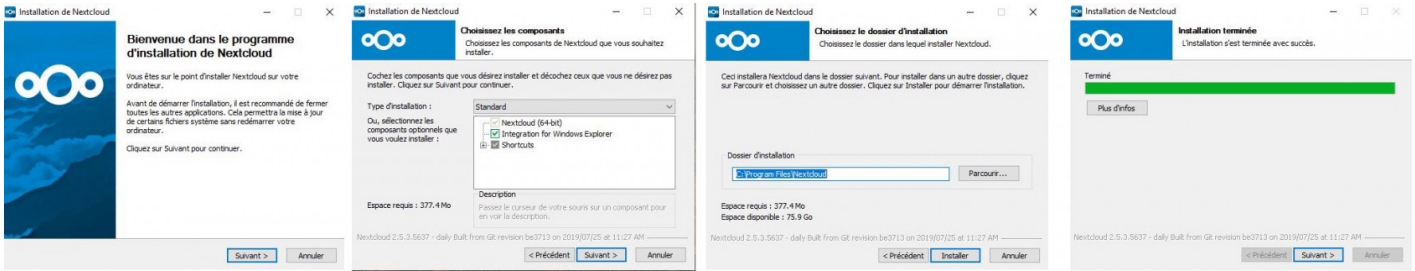 Installation de Nextcloud
Bienvenue dans le programme
d'installation de Nextcloud
Vous êtes sur le point d'installer Nextcloud sur votre
ordinateur.
Avant de démarrer l'installation, il est recommandé de fermer
toutes les autres applications. Cela permettra la mise à jour
de certains fichiers système sans redémarrer votre
ordinateur.
Cliquez sur Suivant pour continuer.
Suivant >
Annuler
Installation de Nextcloud
Choisissez les composants
Choisissez les composants de Nextcloud que vous souhaitez
installer.
Cochez les composants que vous désirez installer et décochez ceux que vous ne désirez pas
installer. Cliquez sur Suivant pour continuer.
Type d'installation :
Standard
Ou, sélectionnez les
composants optionnels que
vous voulez installer :
Nextcloud (64-bit)
Integration for Windows Explorer
Shortcuts
Description
Espace requis : 377.4 Mo
Passez le curseur de votre souris sur un composant pour
en voir la description.
Nextcloud 2.5.3.5637 - daily Built from Git revision be3713 on 2019/07/25 at 11:27 AM
< Précédent
Suivant >
Annuler
Installation de Nextcloud
Choisissez le dossier d'installation
Choisissez le dossier dans lequel installer Nextcloud.
Ceci installera Nextcloud dans le dossier suivant. Pour installer dans un autre dossier, cliquez
sur Parcourir et choisissez un autre dossier. Cliquez sur Installer pour démarrer l'installation.
Dossier d'installation
C:\Program Files\Nextcloud
Parcourir...
Espace requis : 377.4 Mo
Espace disponible : 75.9 Go
Nextcloud 2.5.3.5637 - daily Built from Git revision be3713 on 2019/07/25 at 11:27 AM
< Précédent
Installer
Annuler
Installation de Nextcloud
Installation terminée
L'installation s'est terminée avec succès.
Terminé
Plus d'infos
Nextcloud 2.5.3.5637 - daily Built from Git revision be3713 on 2019/07/25 at 11:27 AM
< Précédent
Suivant >
Annuler